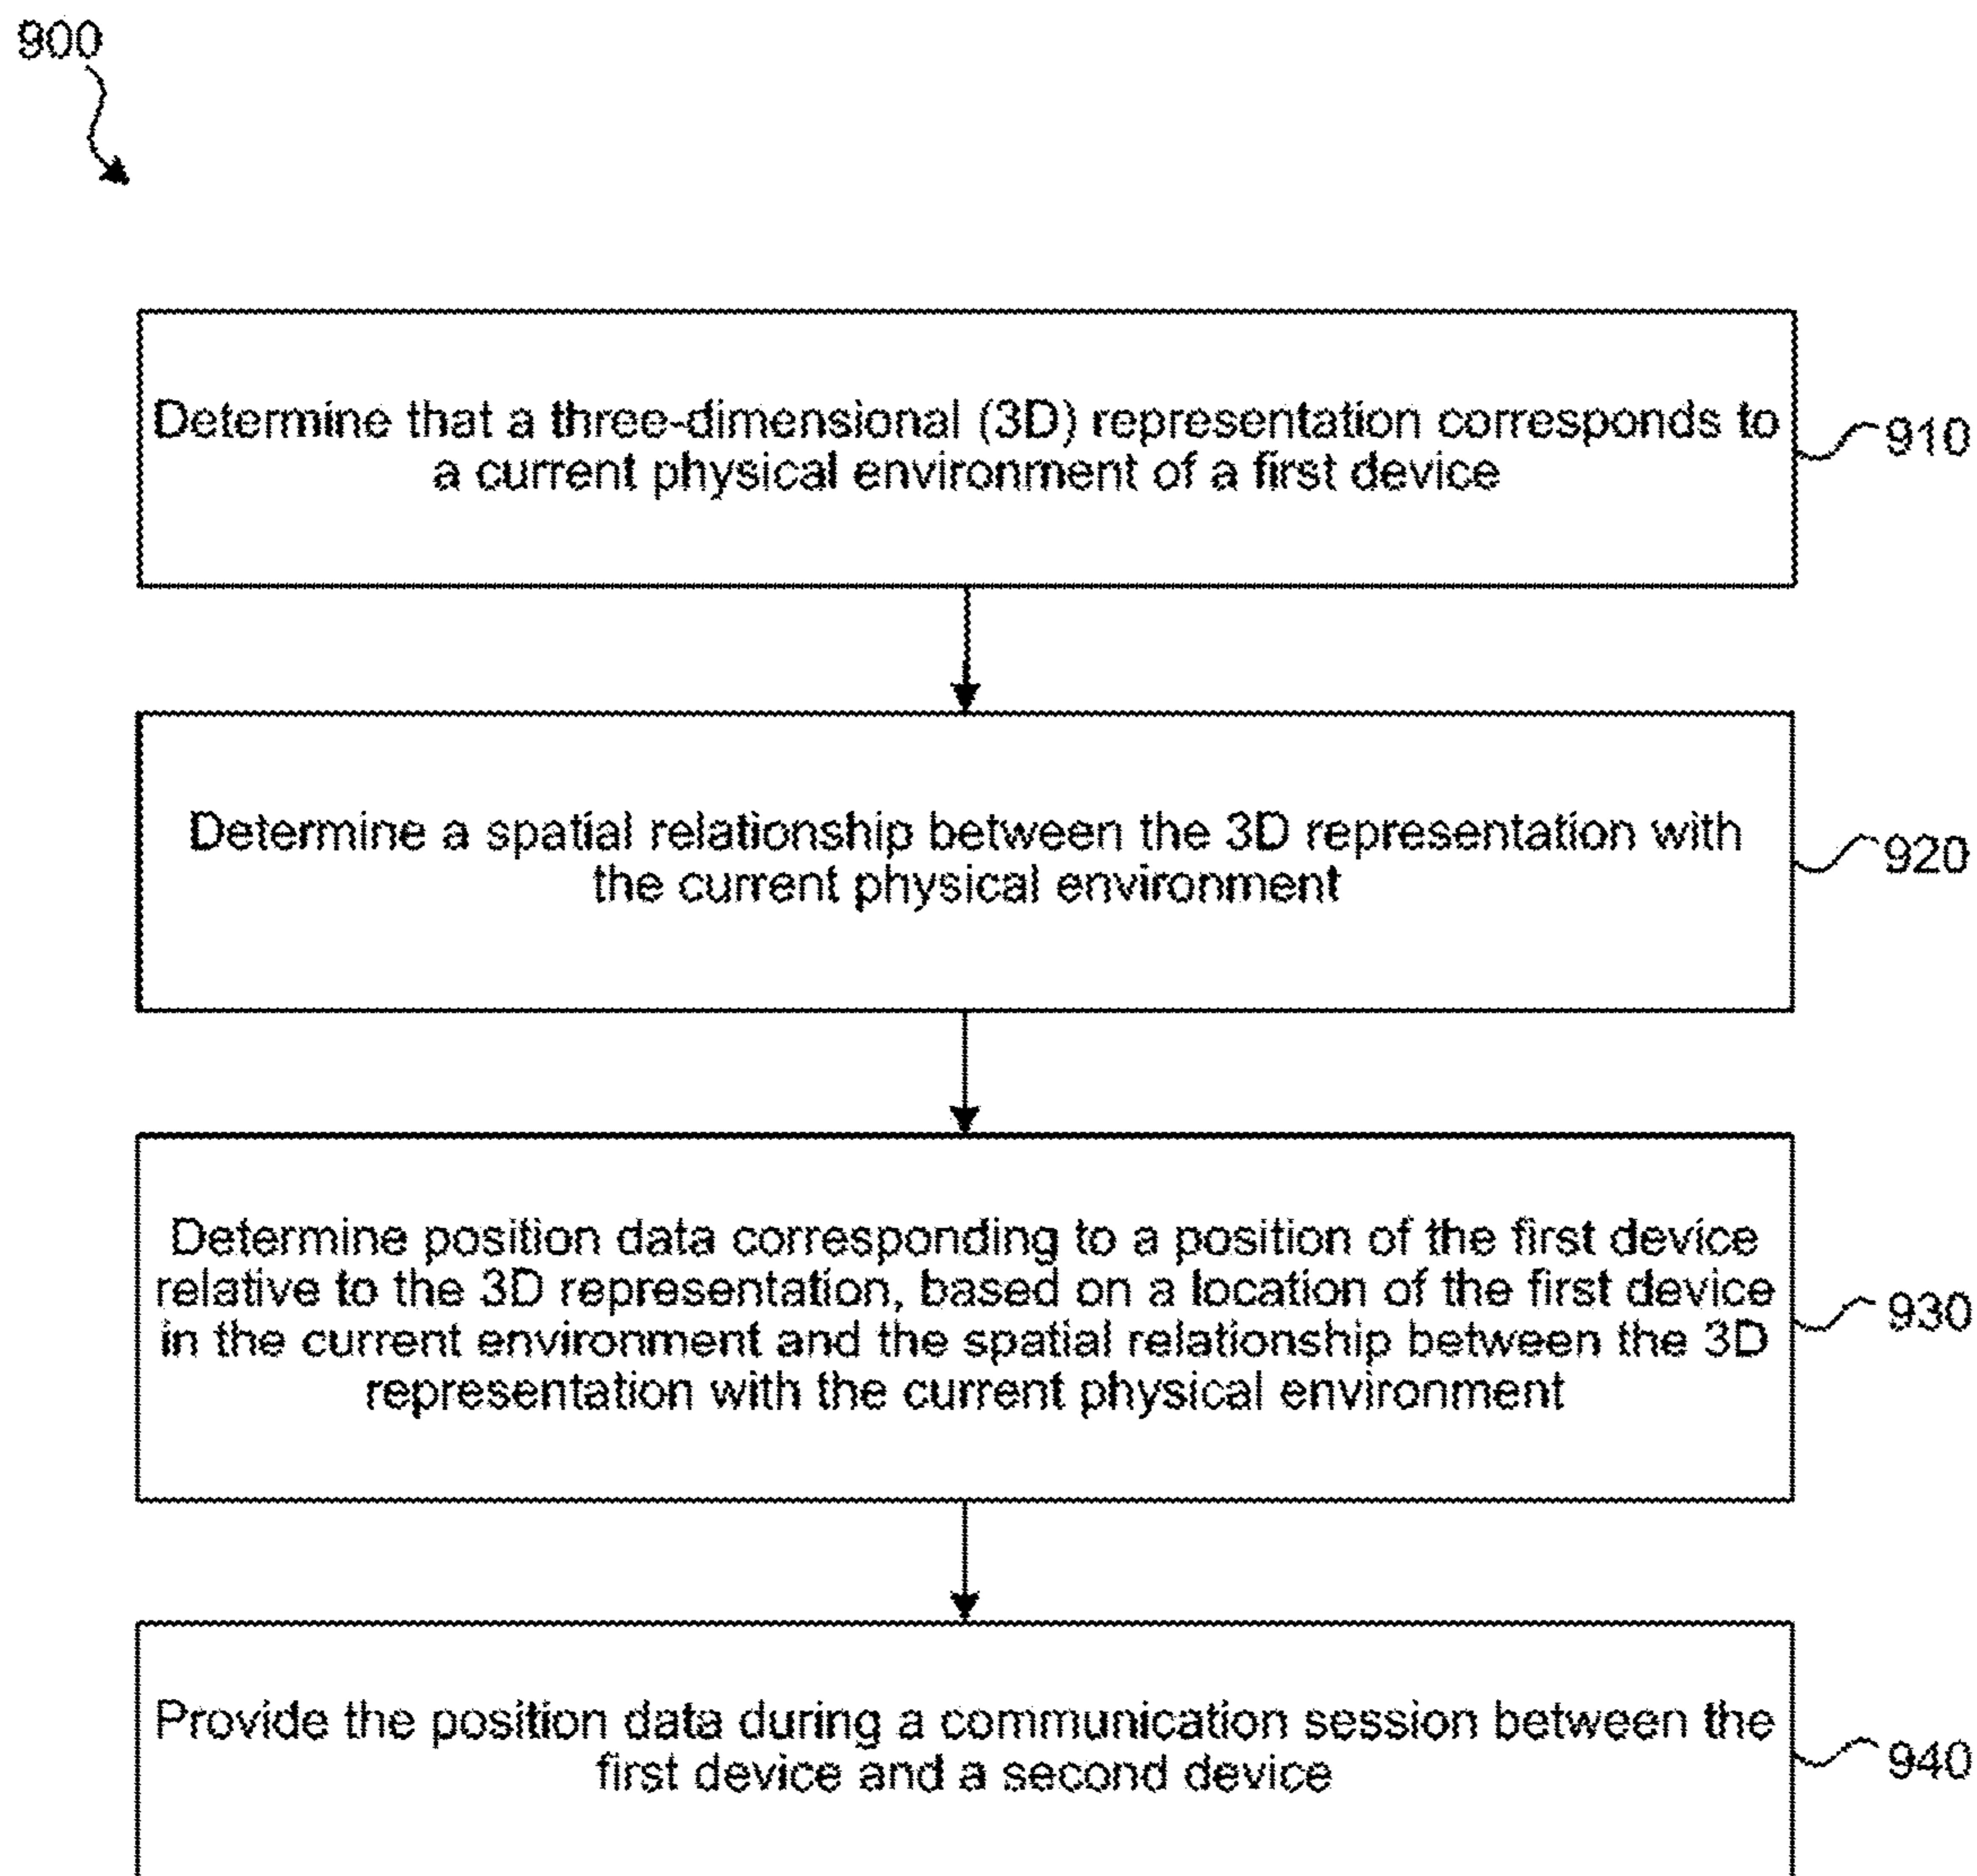 900
Determine that a three-dimensional (3D) representation corresponds to
a current physical environment of a first device
910
Determine a spatial relationship between the 3D representation with
the current physical environment
920
Determine position data corresponding to a position of the first device
relative to the 3D representation, based on a location of the first device
in the current environment and the spatial relationship between the 3D
representation with the current physical environment
930
Provide the position data during a communication session between the
first device and a second device
940